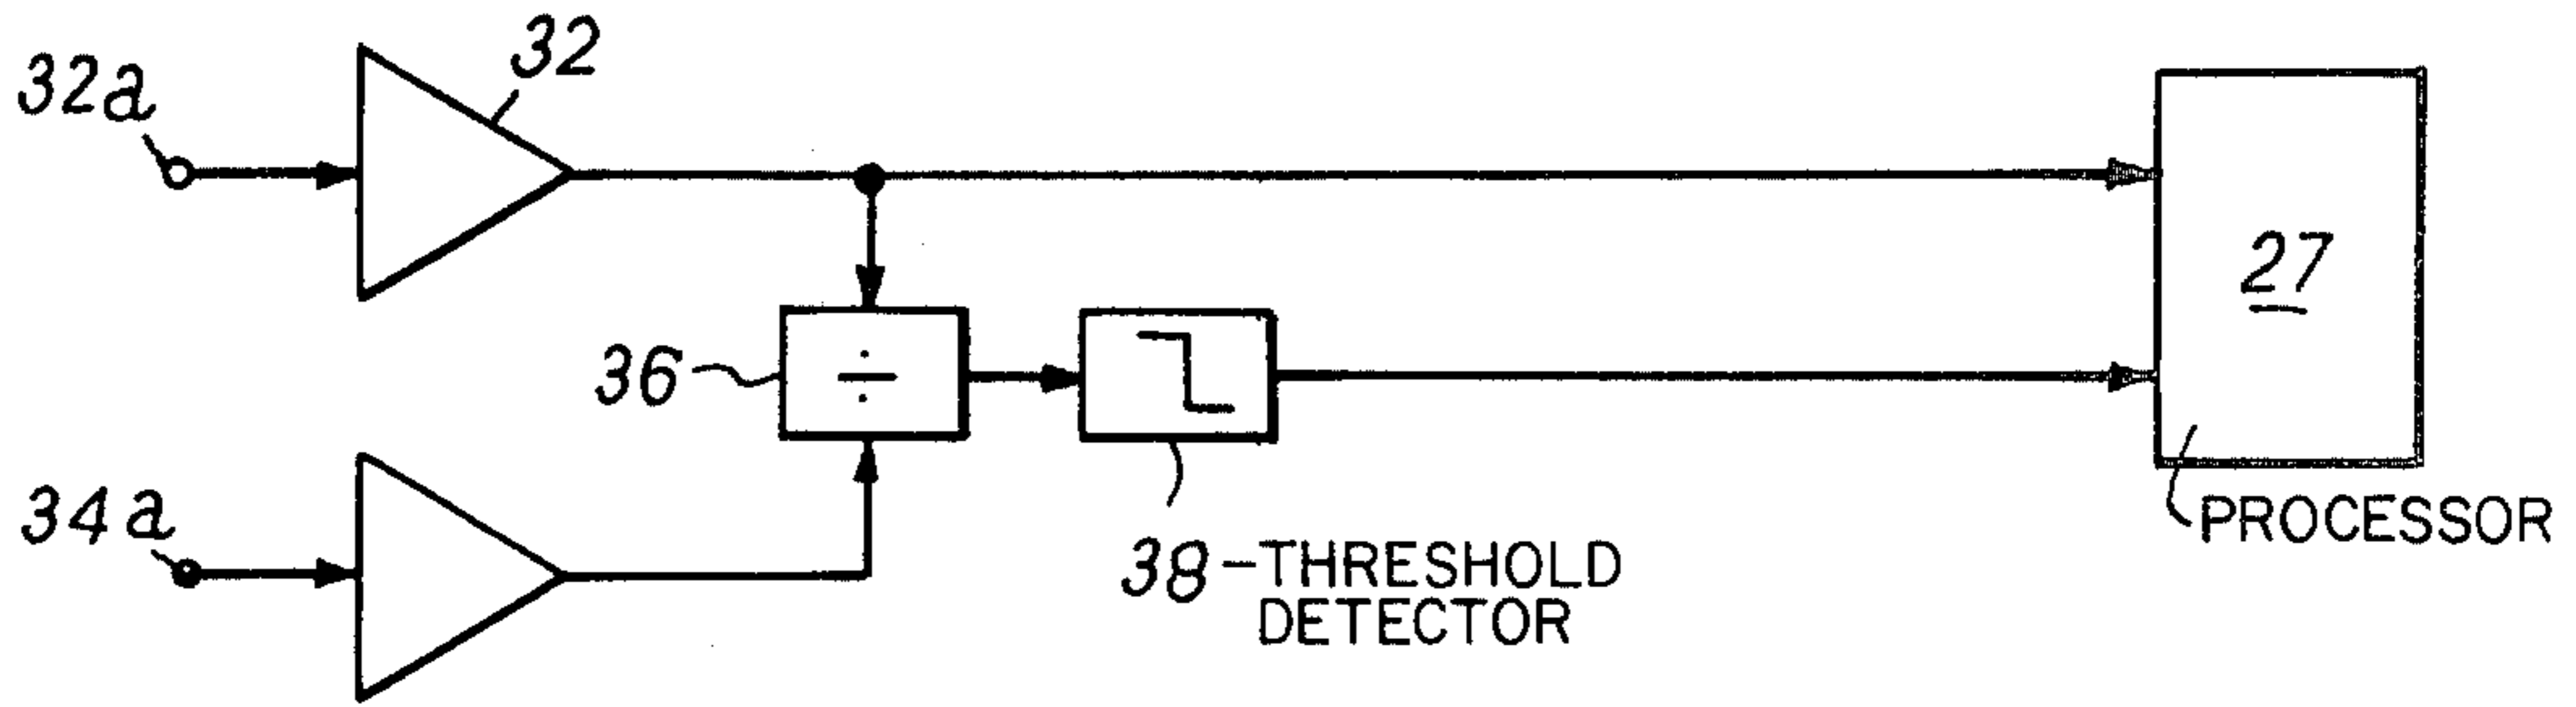 32a
32
27
36
÷
34a
38-THRESHOLD
DETECTOR
PROCESSOR